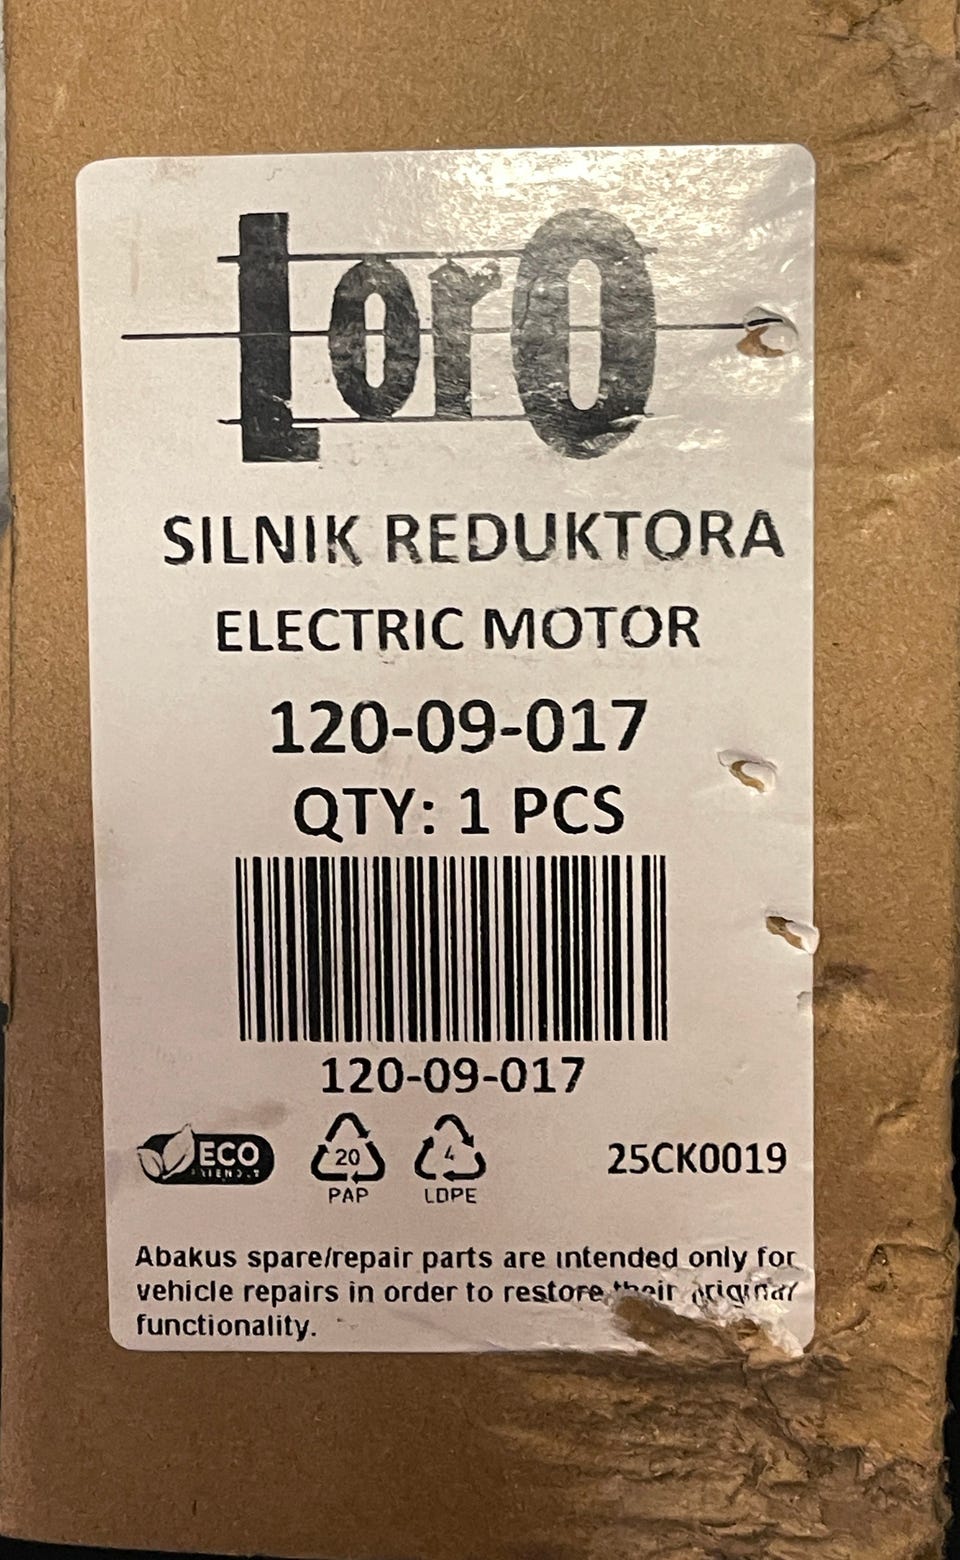 LorO
SILNIK REDUKTORA
ELECTRIC MOTOR
120-09-017
QTY: 1 PCS
120-09-017
ECO
FRIENDLY
20
PAP
4
LDPE
25CK0019
Abakus spare/repair parts are intended only for
vehicle repairs in order to restore their original
functionality.